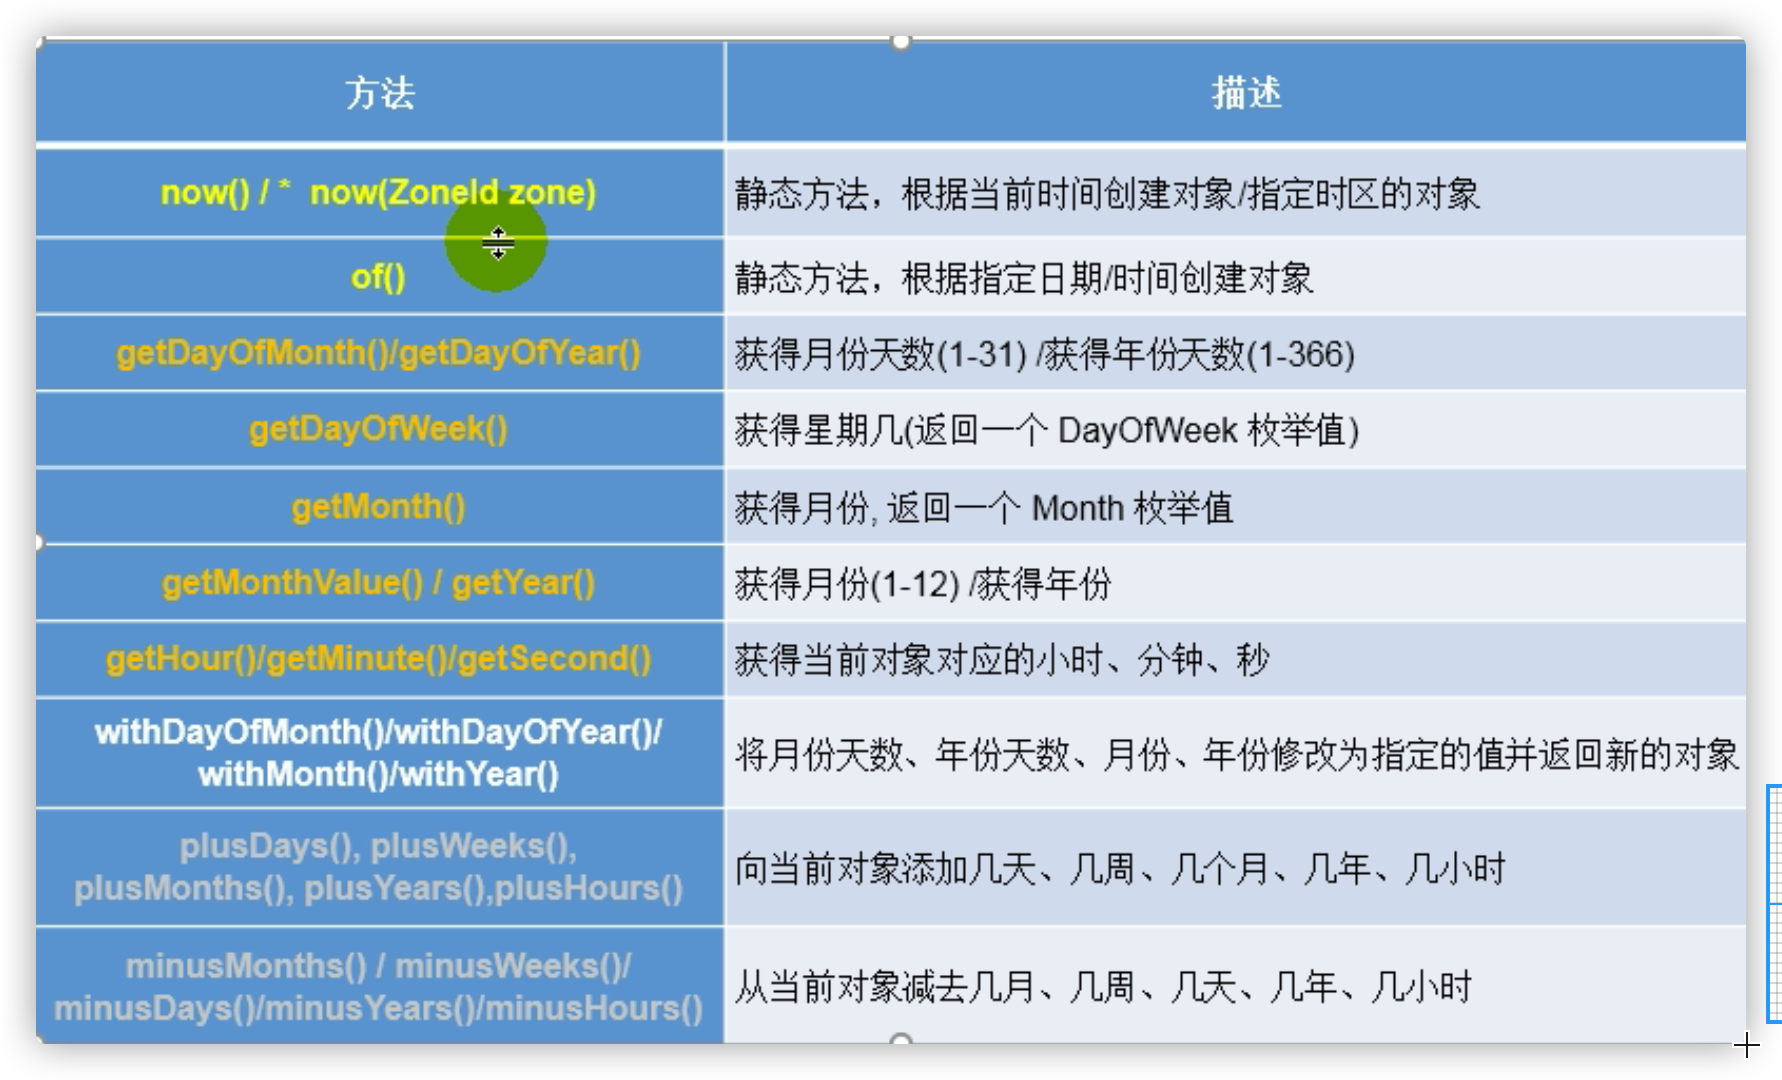 方法
描述
now() / *  now(ZoneId zone)
静态方法，根据当前时间创建对象/指定时区的对象
of()
静态方法，根据指定日期/时间创建对象
getDayOfMonth()/getDayOfYear()
获得月份天数(1-31) /获得年份天数(1-366)
getDayOfWeek()
获得星期几(返回一个 DayOfWeek 枚举值)
getMonth()
获得月份, 返回一个 Month 枚举值
getMonthValue() / getYear()
获得月份(1-12) /获得年份
getHour()/getMinute()/getSecond()
获得当前对象对应的小时、分钟、秒
withDayOfMonth()/withDayOfYear()/
withMonth()/withYear()
将月份天数、年份天数、月份、年份修改为指定的值并返回新的对象
plusDays(), plusWeeks(),
plusMonths(), plusYears(),plusHours()
向当前对象添加几天、几周、几个月、几年、几小时
minusMonths() / minusWeeks()/
minusDays()/minusYears()/minusHours()
从当前对象减去几月、几周、几天、几年、几小时